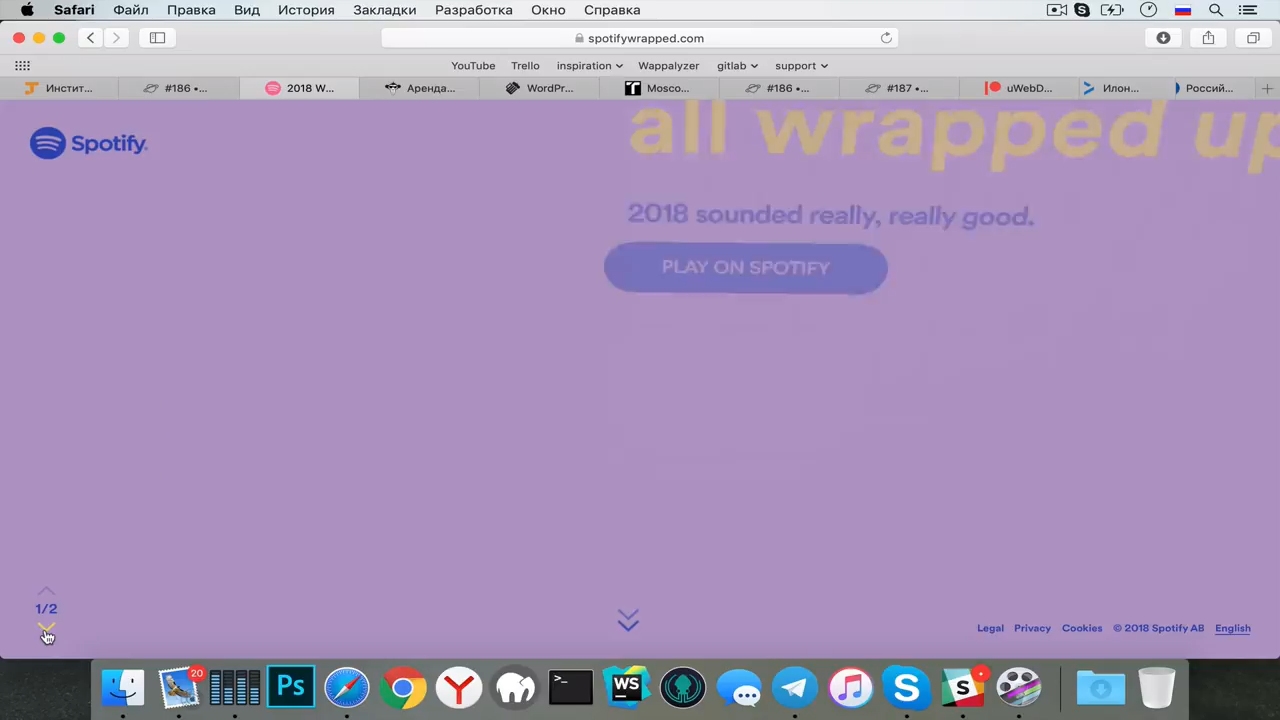 Safari Файл Правка Вид История Закладки Разработка Окно Справка
spotifywrapped.com
YouTube Trello inspiration Wappalyzer gitlab support
Инстит... #186 •... 2018 W... Аренда... WordPr... Mosco... #186 •... #187 •... uWebD... Илон... Россий...
Spotify
all wrapped up
2018 sounded really, really good.
PLAY ON SPOTIFY
1/2
Legal Privacy Cookies © 2018 Spotify AB English
20
Ps
WS
>_